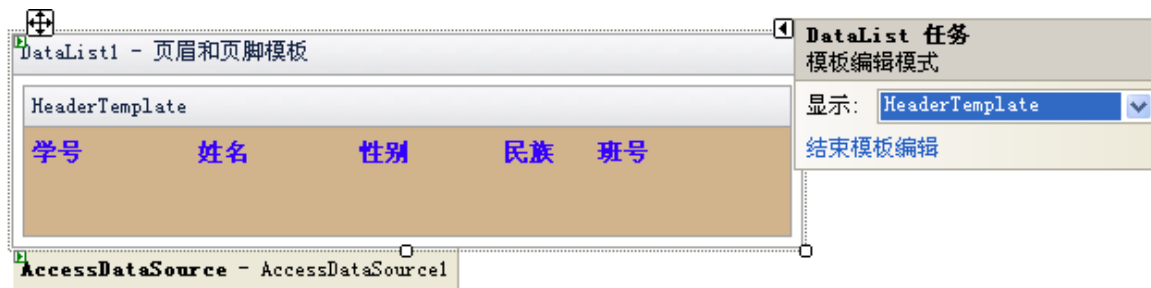 DataList1 - 页眉和页脚模板
HeaderTemplate
学号 姓名 性别 民族 班号
AccessDataSource - AccessDataSource1
DataList 任务
模板编辑模式
显示: HeaderTemplate
结束模板编辑